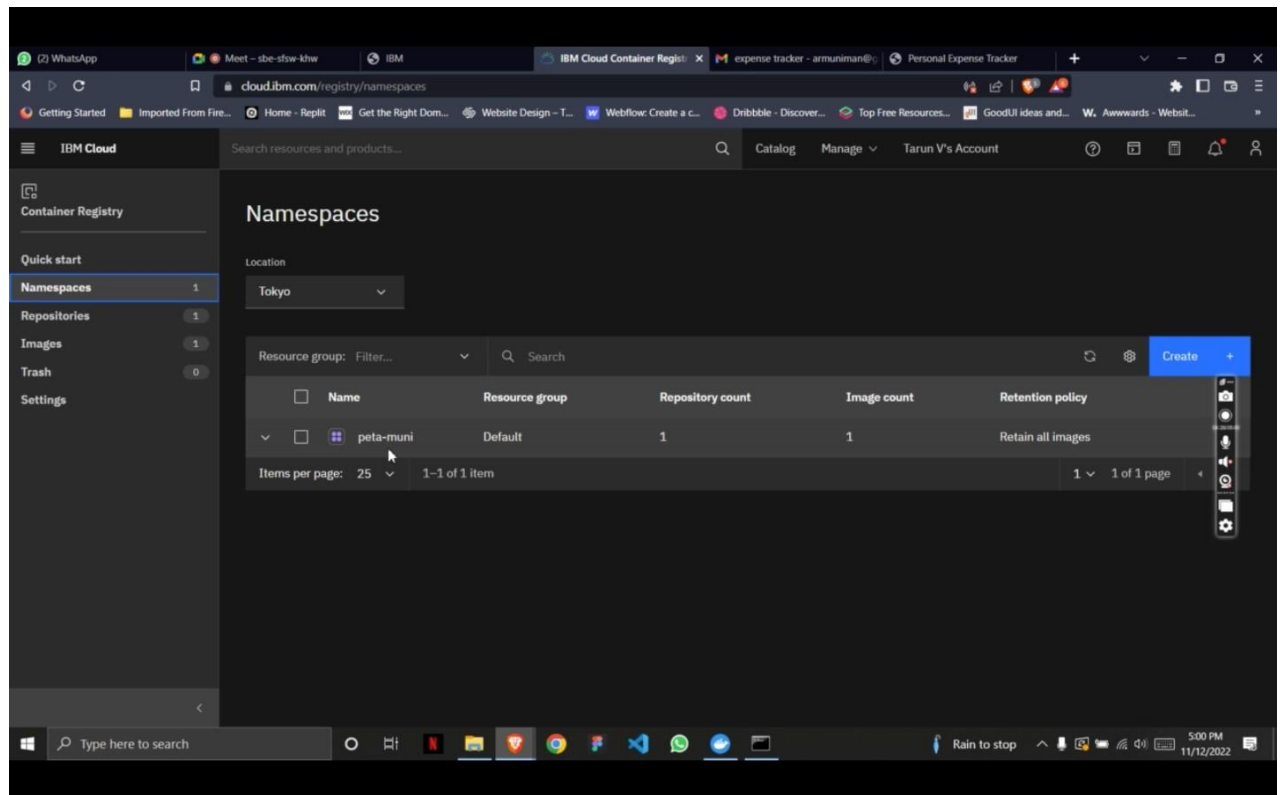 (2) WhatsApp
Meet – sbe-sfsw-khw
IBM
IBM Cloud Container Regist
expense tracker - armuniman@
Personal Expense Tracker
cloud.ibm.com/registry/namespaces
Getting Started
Imported From Fire...
Home - Replit
Get the Right Dom...
Website Design – T...
Webflow: Create a c...
Dribbble - Discover...
Top Free Resources...
GoodUI ideas and...
W. Awwwards - Websit...
IBM Cloud
Search resources and products...
Catalog
Manage
Tarun V's Account
Container Registry
Quick start
Namespaces 1
Repositories 1
Images 1
Trash 0
Settings
Namespaces
Location
Tokyo
Resource group: Filter...
Search
Create +
Name Resource group Repository count Image count Retention policy
peta-muni Default 1 1 Retain all images
Items per page: 25 1–1 of 1 item 1 1 of 1 page
Type here to search
Rain to stop
5:00 PM
11/12/2022